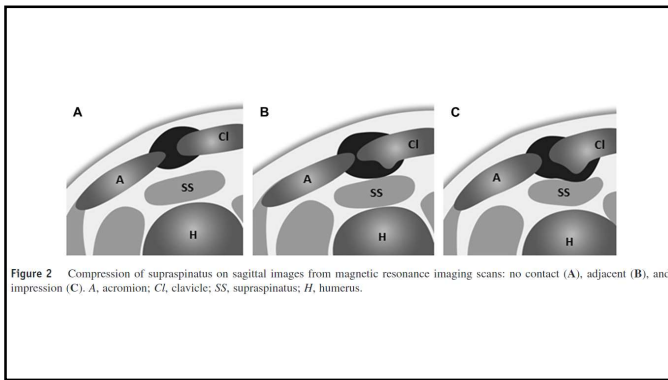 A
B
C
Cl
A
SS
H
Cl
A
SS
H
Cl
A
SS
H
Figure 2 Compression of supraspinatus on sagittal images from magnetic resonance imaging scans: no contact (A), adjacent (B), and
impression (C). A, acromion; Cl, clavicle; SS, supraspinatus; H, humerus.